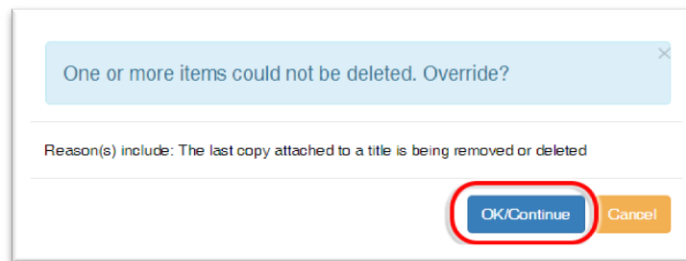 One or more items could not be deleted. Override?
×
Reason(s) include: The last copy attached to a title is being removed or deleted
OK/Continue Cancel